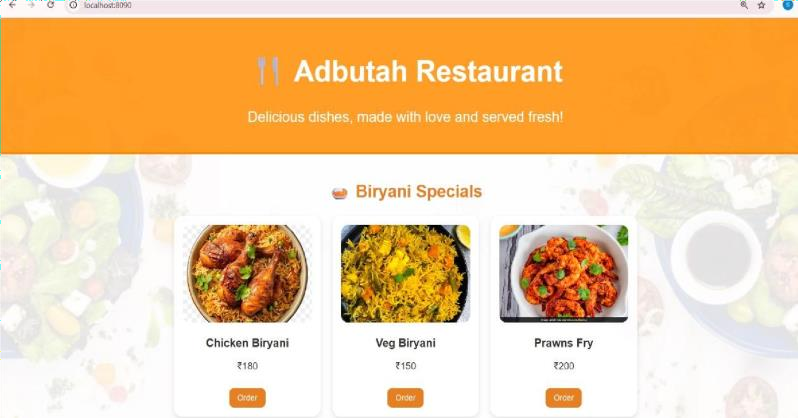 localhost:8090
Adbutah Restaurant
Delicious dishes, made with love and served fresh!
Biryani Specials
Chicken Biryani
Veg Biryani
Prawns Fry
₹180
₹150
₹200
Order
Order
Order